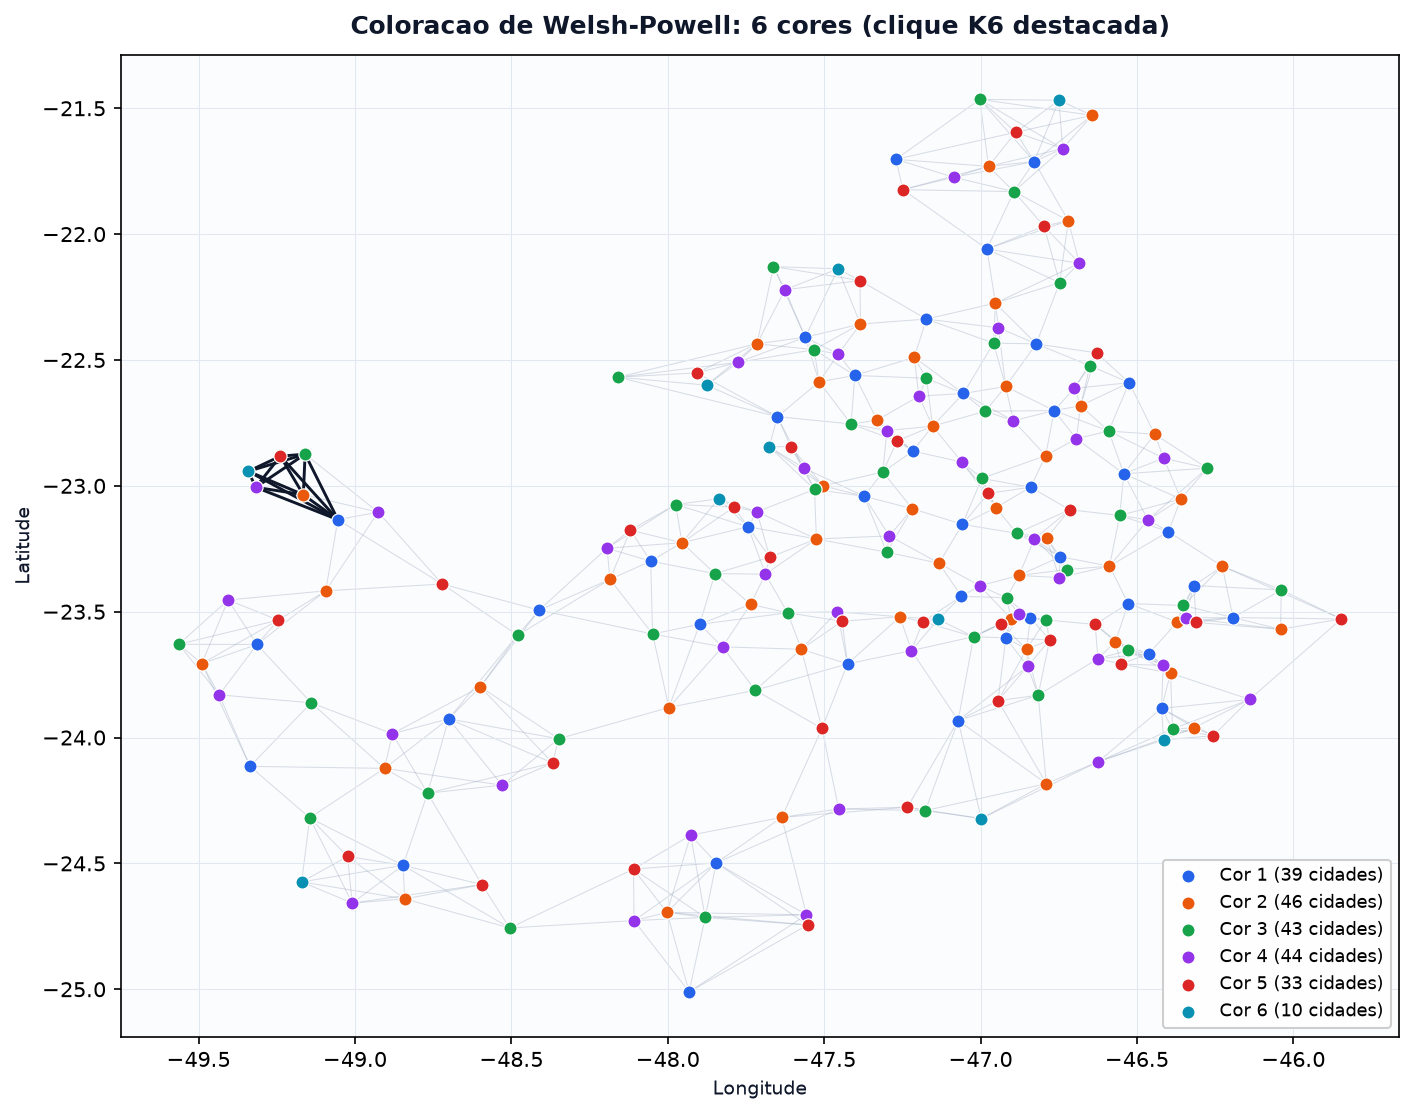 Coloracao de Welsh-Powell: 6 cores (clique K6 destacada)
Latitude
−21.5
−22.0
−22.5
−23.0
−23.5
−24.0
−24.5
−25.0
Cor 1 (39 cidades)
Cor 2 (46 cidades)
Cor 3 (43 cidades)
Cor 4 (44 cidades)
Cor 5 (33 cidades)
Cor 6 (10 cidades)
−49.5 −49.0 −48.5 −48.0 −47.5 −47.0 −46.5 −46.0
Longitude